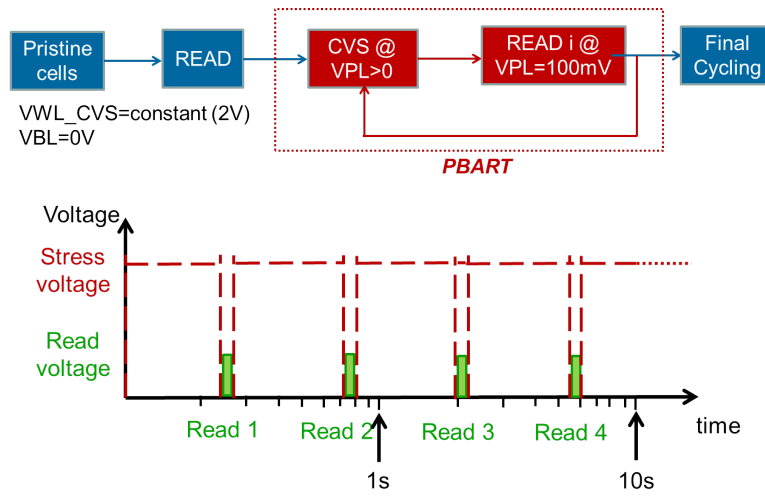 Pristine
cells
READ
CVS @
VPL>0
READ i @
VPL=100mV
Final
Cycling
VWL_CVS=constant (2V)
VBL=0V
PBART
Voltage
Stress
voltage
Read
voltage
Read 1
Read 2
Read 3
Read 4
time
1s
10s